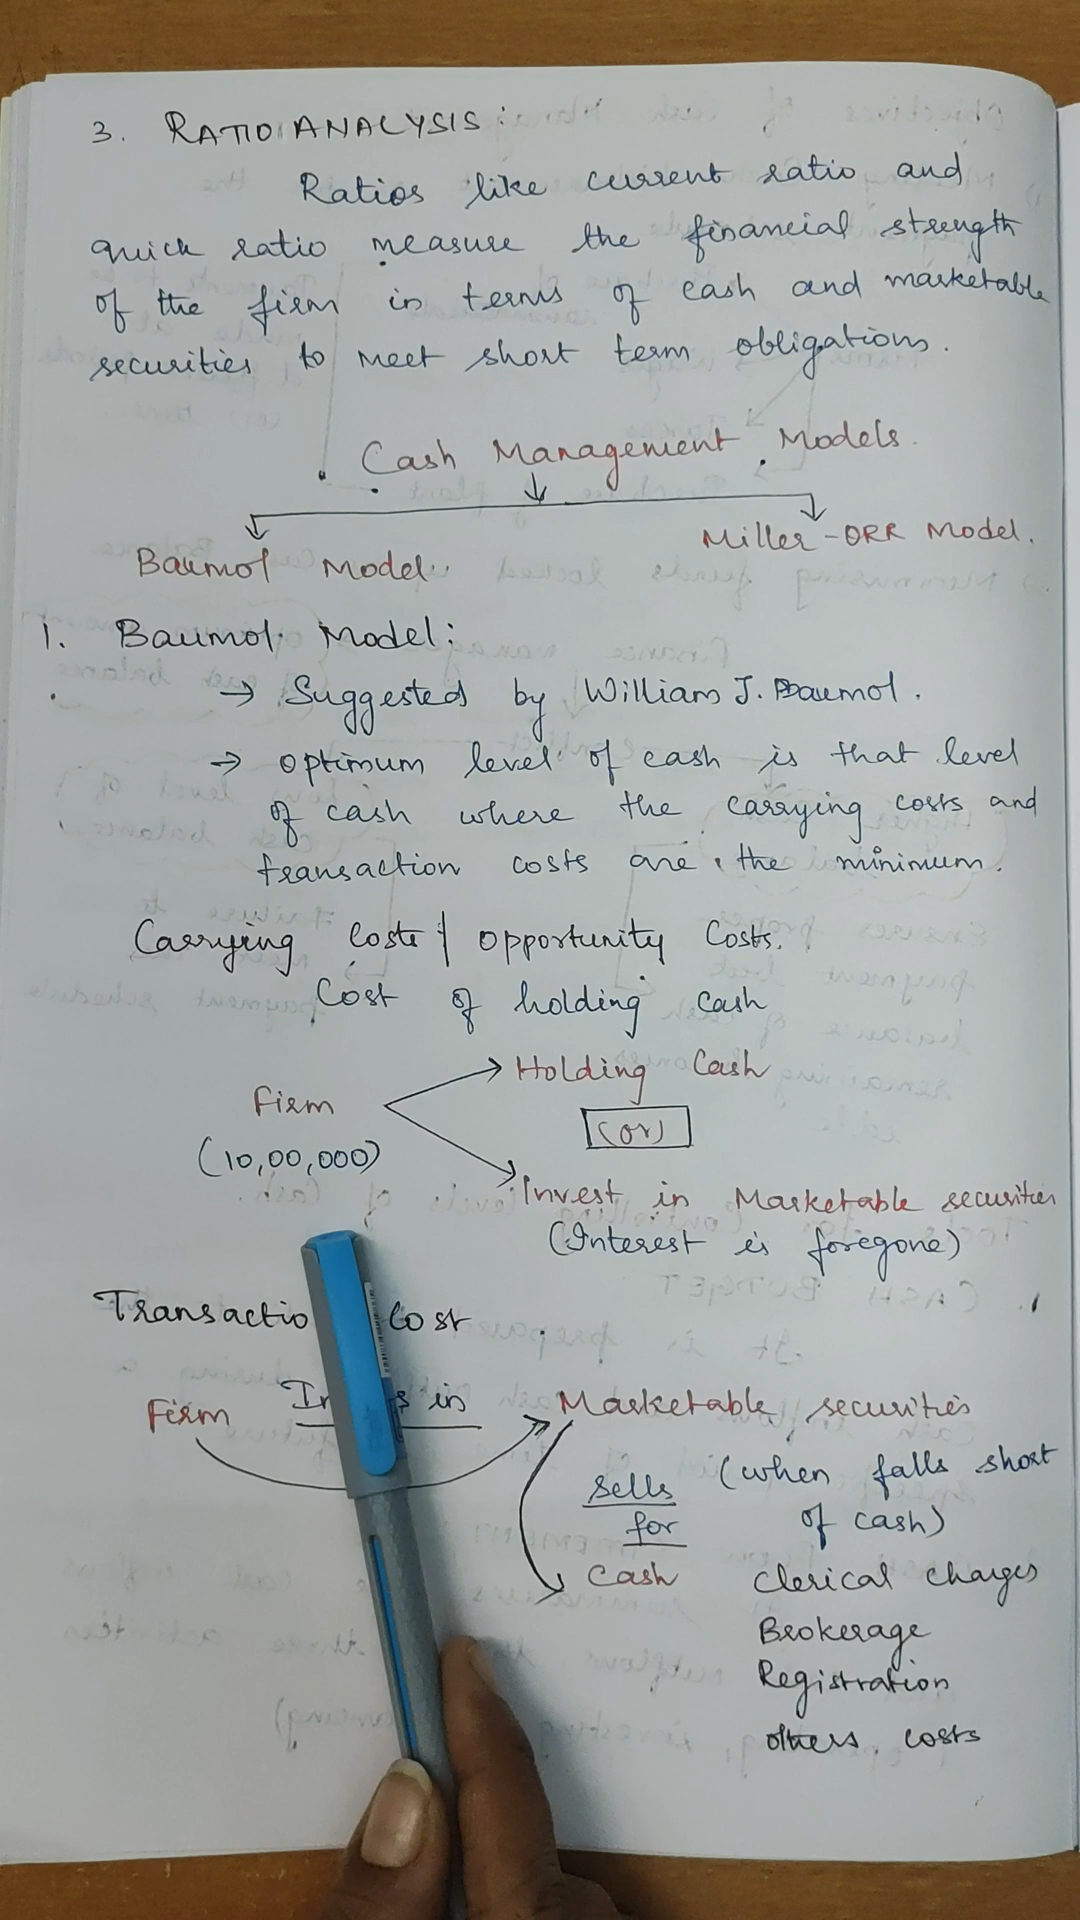 3. RATIO ANALYSIS:
Ratios like current ratio and
quick ratio measure the financial strength
of the firm in terms of cash and marketable
securities to meet short term obligations.
Cash Management Models.
Baumol Model
Miller-ORR Model.
1. Baumol Model:
→ Suggested by William J. Baumol.
→ optimum level of cash is that level
of cash where the carrying costs and
transaction costs are the minimum.
Carrying Costs / opportunity Costs.
Cost of holding cash
Holding Cash
Firm
(or)
(10,00,000)
Invest in Marketable securities
(Interest is foregone)
Transactio Cost
Firm In s in Marketable securities
sells (when falls short
for of cash)
Cash Clerical charges
Brokerage
Registration
others costs